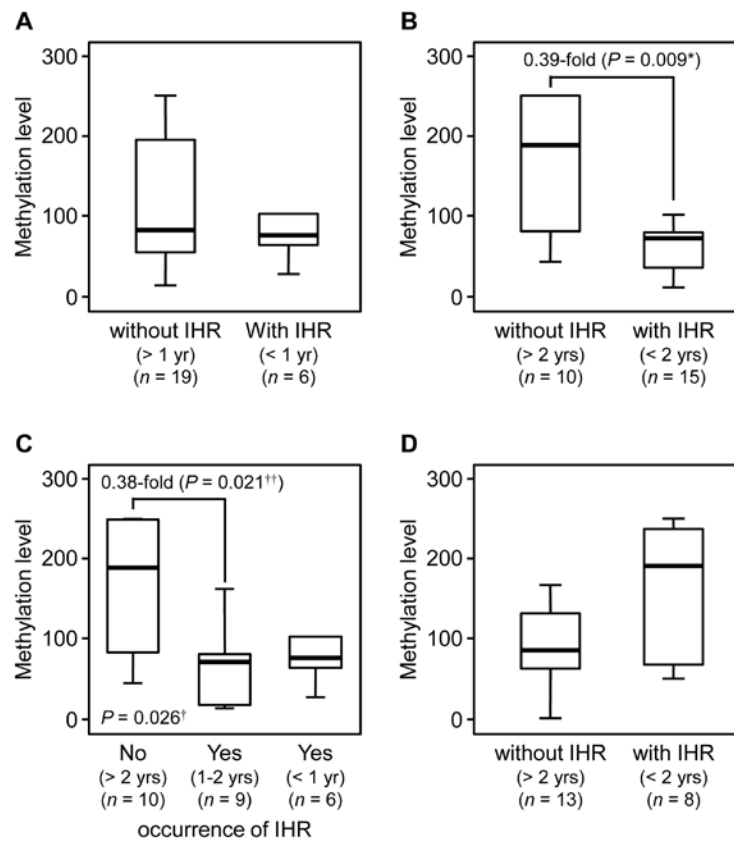 A
300
200
100
0
Methylation level
without IHR
(> 1 yr)
(n = 19)
With IHR
(< 1 yr)
(n = 6)
B
300
200
100
0
Methylation level
0.39-fold (P = 0.009*)
without IHR
(> 2 yrs)
(n = 10)
with IHR
(< 2 yrs)
(n = 15)
C
300
200
100
0
Methylation level
0.38-fold (P = 0.021††)
P = 0.026†
No
(> 2 yrs)
(n = 10)
Yes
(1-2 yrs)
(n = 9)
Yes
(< 1 yr)
(n = 6)
occurrence of IHR
D
300
200
100
0
Methylation level
without IHR
(> 2 yrs)
(n = 13)
with IHR
(< 2 yrs)
(n = 8)